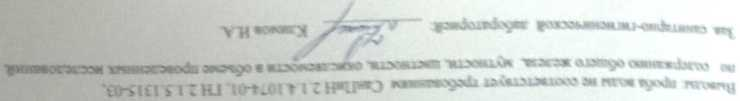 Выводы: проба воды не соответствует требованиям СанПиН 2.1.4.1074-01, ГН 2.1.5.1315-03,
по содержанию общего железа, мутности, цветности, окисляемости в объеме проведенных исследований.
Зав. санитарно-гигиенической лабораторией: Климов Н.А.